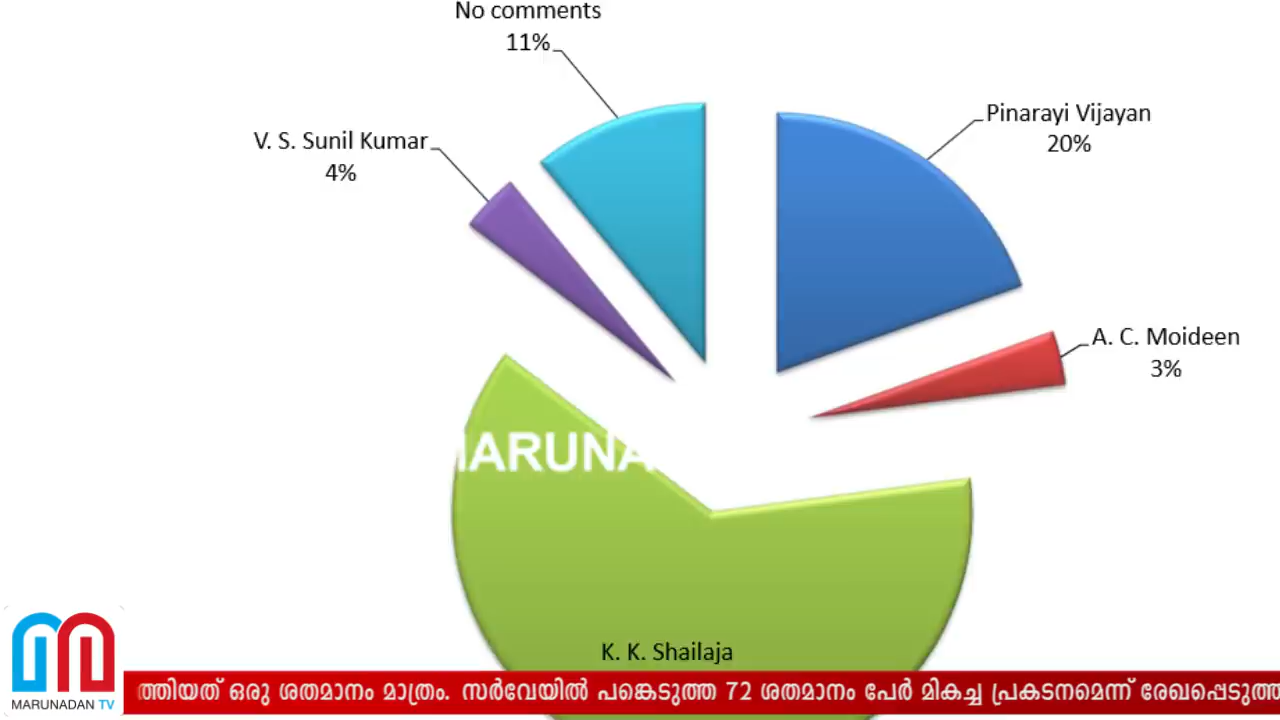 No comments
11%
Pinarayi Vijayan
20%
V. S. Sunil Kumar
4%
A. C. Moideen
3%
MARUNA
K. K. Shailaja
ത്തിയത് ഒരു ശതമാനം മാത്രം. സർവേയിൽ പങ്കെടുത്ത 72 ശതമാനം പേർ മികച്ച പ്രകടനമെന്ന് രേഖപ്പെടുത്ത
MARUNADAN TV